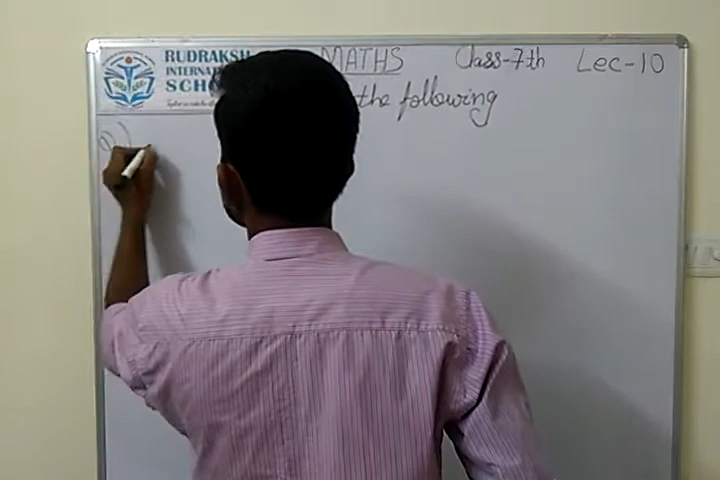 RUDRAKSH MATHS Class-7th Lec-10
INTERNA
SCHO
the following
a)